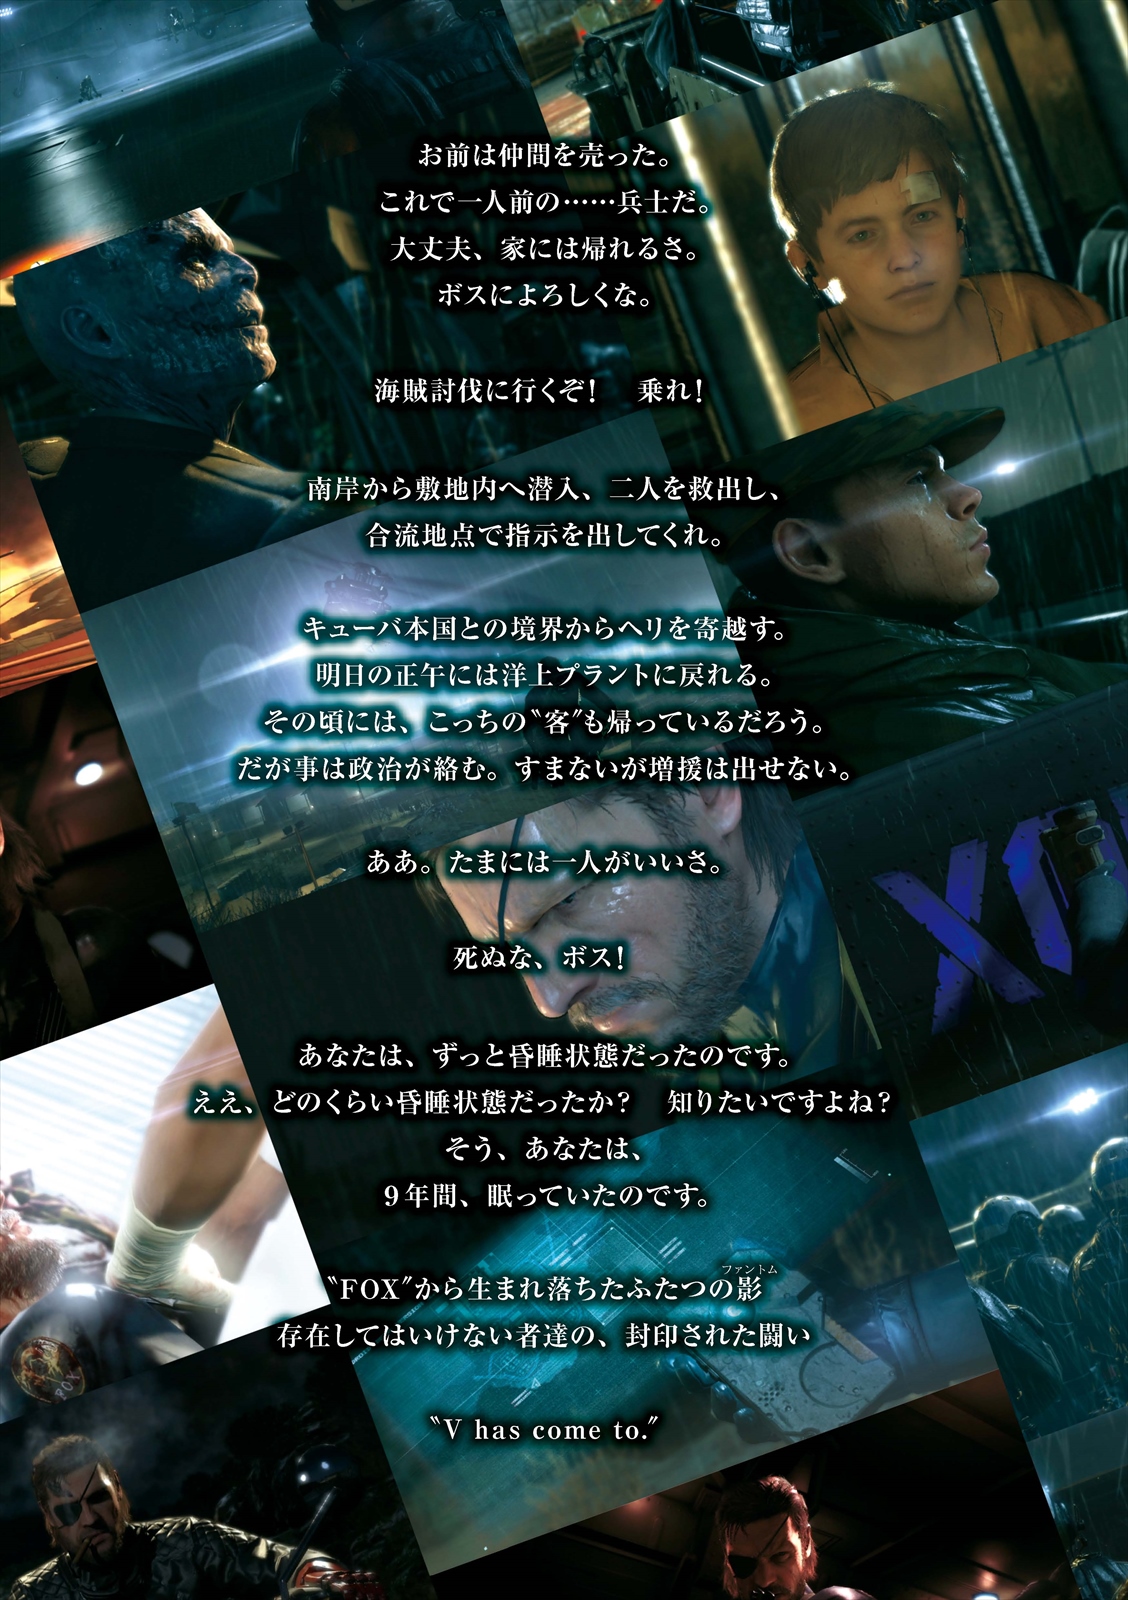 お前は仲間を売った。
これで一人前の……兵士だ。
大丈夫、家には帰れるさ。
ボスによろしくな。
海賊討伐に行くぞ！　乗れ！
南岸から敷地内へ潜入、二人を救出し、
合流地点で指示を出してくれ。
キューバ本国との境界からヘリを寄越す。
明日の正午には洋上プラントに戻れる。
その頃には、こっちの〝客〟も帰っているだろう。
だが事は政治が絡む。すまないが増援は出せない。
ああ。たまには一人がいいさ。
死ぬな、ボス！
XO
あなたは、ずっと昏睡状態だったのです。
ええ、どのくらい昏睡状態だったか？　知りたいですよね？
そう、あなたは、
９年間、眠っていたのです。
ファントム
〝FOX〟から生まれ落ちたふたつの影
存在してはいけない者達の、封印された闘い
FOX
〝V has come to.〟